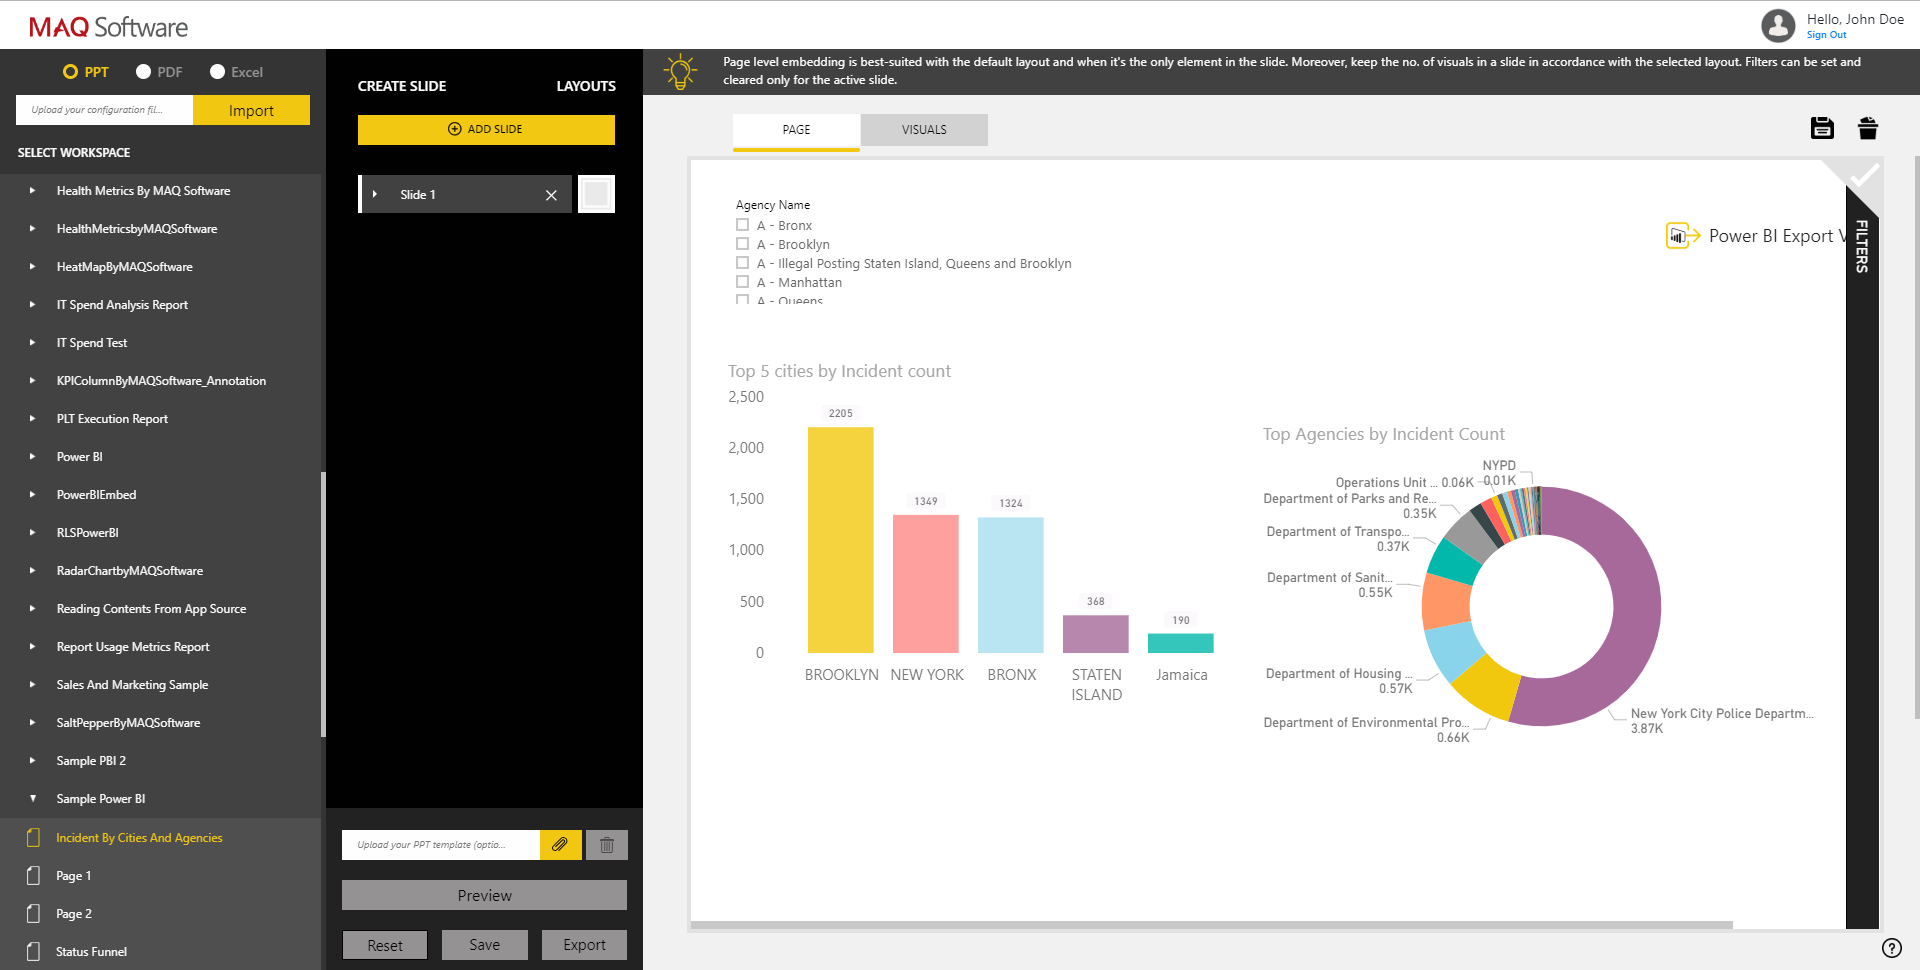 MAQ Software
Hello, John Doe
Sign Out
PPT
PDF
Excel
Upload your configuration fil...
Import
SELECT WORKSPACE
Health Metrics By MAQ Software
HealthMetricsbyMAQSoftware
HeatMapByMAQSoftware
IT Spend Analysis Report
IT Spend Test
KPIColumnByMAQSoftware_Annotation
PLT Execution Report
Power BI
PowerBIEmbed
RLSPowerBI
RadarChartbyMAQSoftware
Reading Contents From App Source
Report Usage Metrics Report
Sales And Marketing Sample
SaltPepperByMAQSoftware
Sample PBI 2
Sample Power BI
Incident By Cities And Agencies
Page 1
Page 2
Status Funnel
CREATE SLIDE
LAYOUTS
ADD SLIDE
Slide 1
Upload your PPT template (optio...
Preview
Reset
Save
Export
Page level embedding is best-suited with the default layout and when it's the only element in the slide. Moreover, keep the no. of visuals in a slide in accordance with the selected layout. Filters can be set and
cleared only for the active slide.
PAGE
VISUALS
Agency Name
A - Bronx
A - Brooklyn
A - Illegal Posting Staten Island, Queens and Brooklyn
A - Manhattan
A - Queens
Power BI Export V
FILTERS
Top 5 cities by Incident count
2,500
2,000
1,500
1,000
500
0
2205
1349
1324
368
190
BROOKLYN
NEW YORK
BRONX
STATEN
ISLAND
Jamaica
Top Agencies by Incident Count
NYPD
0.01K
Operations Unit ... 0.06K
Department of Parks and Re...
0.35K
Department of Transpo...
0.37K
Department of Sanit...
0.55K
Department of Housing ...
0.57K
Department of Environmental Pro...
0.66K
New York City Police Departm...
3.87K
?